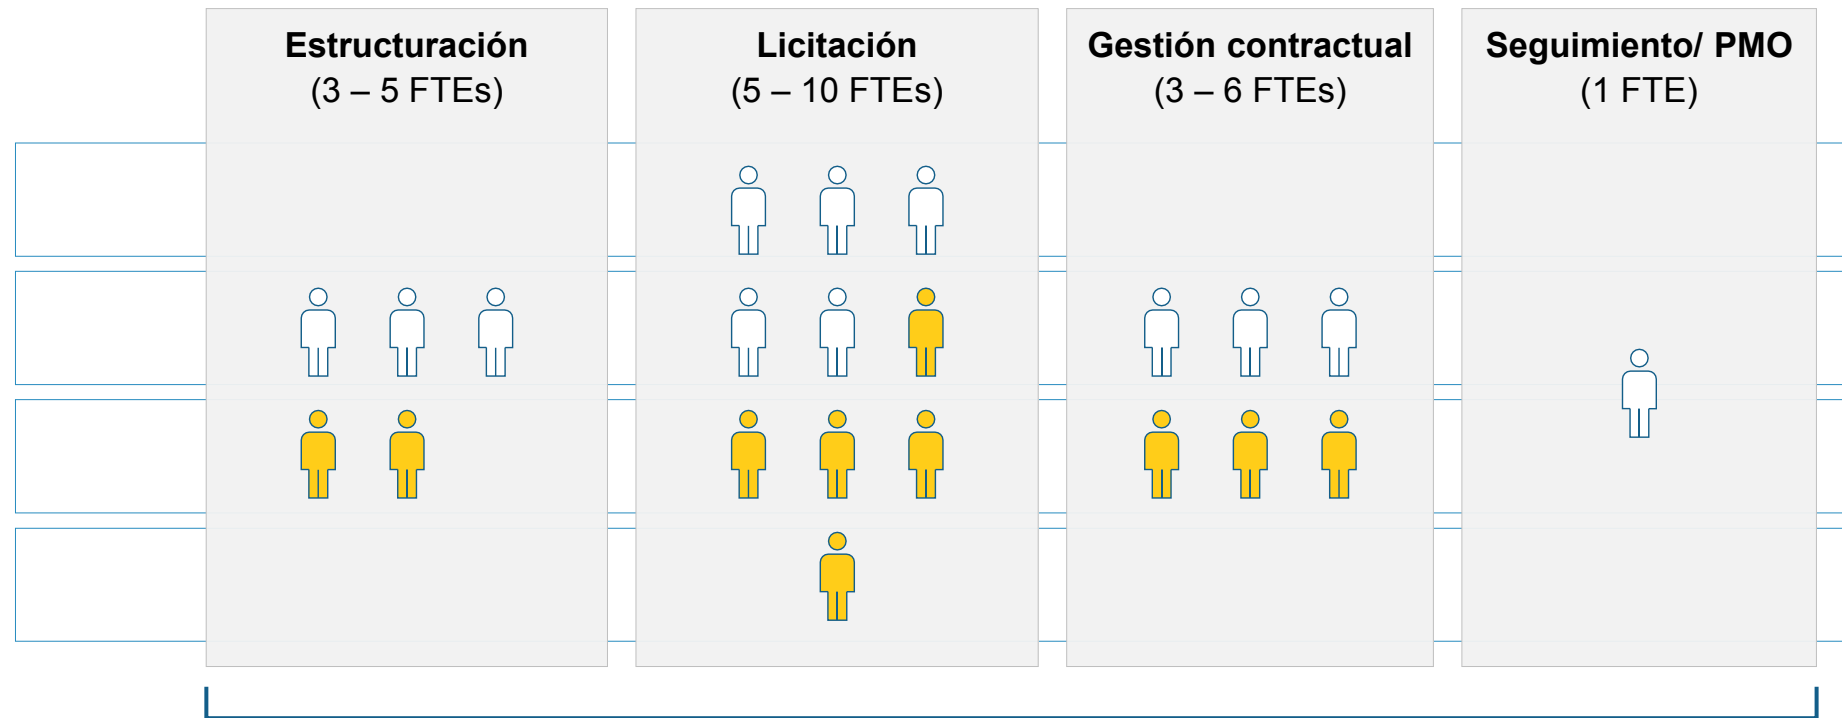 Estructuración
(3 – 5 FTEs)
Licitación
(5 – 10 FTEs)
Gestión contractual
(3 – 6 FTEs)
Seguimiento/ PMO
(1 FTE)